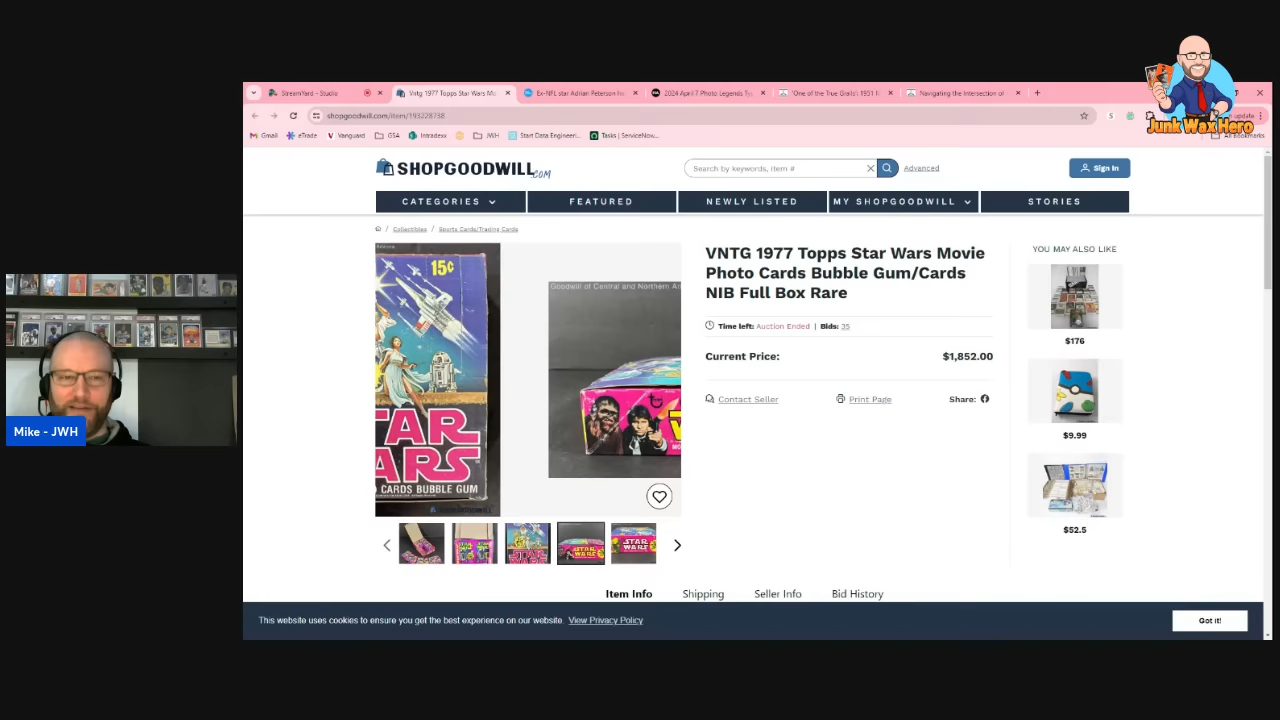 Junk Wax Hero
StreamYard - Studio
Vntg 1977 Topps Star Wars Mo
Ex-NFL star Adrian Peterson
2024 April 7 Photo Legends Ty
"One of the True Grails": 1951
Navigating the Intersection of
shopgoodwill.com/item/193228738
update
Gmail
eTrade
Vanguard
GSA
Intradexx
JWH
Start Data Engineeri...
Tasks | ServiceNow...
All Bookmarks
SHOPGOODWILL.COM
Search by keywords, item #
Advanced
Sign In
CATEGORIES
FEATURED
NEWLY LISTED
MY SHOPGOODWILL
STORIES
/ Collectibles / Sports Cards/Trading Cards
15¢
TAR
ARS
CARDS BUBBLE GUM
Goodwill of Central and Northern Ar
VNTG 1977 Topps Star Wars Movie
Photo Cards Bubble Gum/Cards
NIB Full Box Rare
Time left: Auction Ended | Bids: 35
Current Price: $1,852.00
Contact Seller
Print Page
Share:
YOU MAY ALSO LIKE
$176
$9.99
$52.5
STAR WARS
Item Info
Shipping
Seller Info
Bid History
This website uses cookies to ensure you get the best experience on our website. View Privacy Policy
Got it!
Mike - JWH